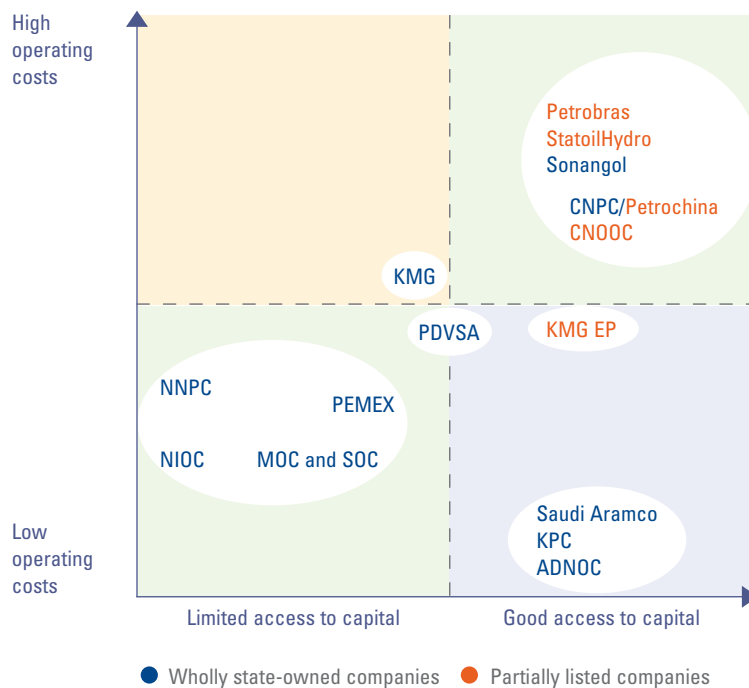 High
operating
costs
Petrobras
StatoilHydro
Sonangol
CNPC/Petrochina
CNOOC
KMG
PDVSA
KMG EP
NNPC
PEMEX
NIOC
MOC and SOC
Saudi Aramco
KPC
ADNOC
Low
operating
costs
Limited access to capital
Good access to capital
Wholly state-owned companies
Partially listed companies